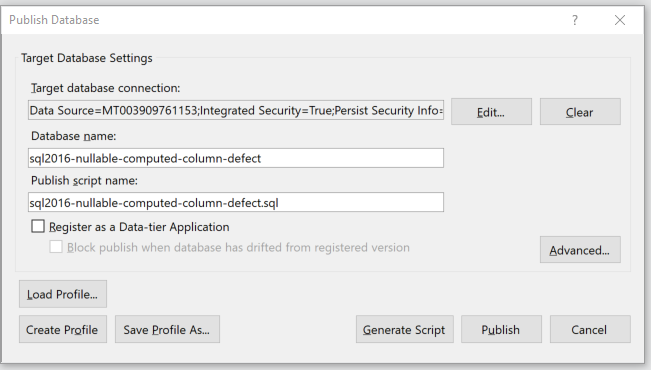 Publish Database
?
Target Database Settings
Target database connection:
Data Source=MT003909761153;Integrated Security=True;Persist Security Info=
Edit...
Clear
Database name:
sql2016-nullable-computed-column-defect
Publish script name:
sql2016-nullable-computed-column-defect.sql
Register as a Data-tier Application
Block publish when database has drifted from registered version
Advanced...
Load Profile...
Create Profile
Save Profile As...
Generate Script
Publish
Cancel